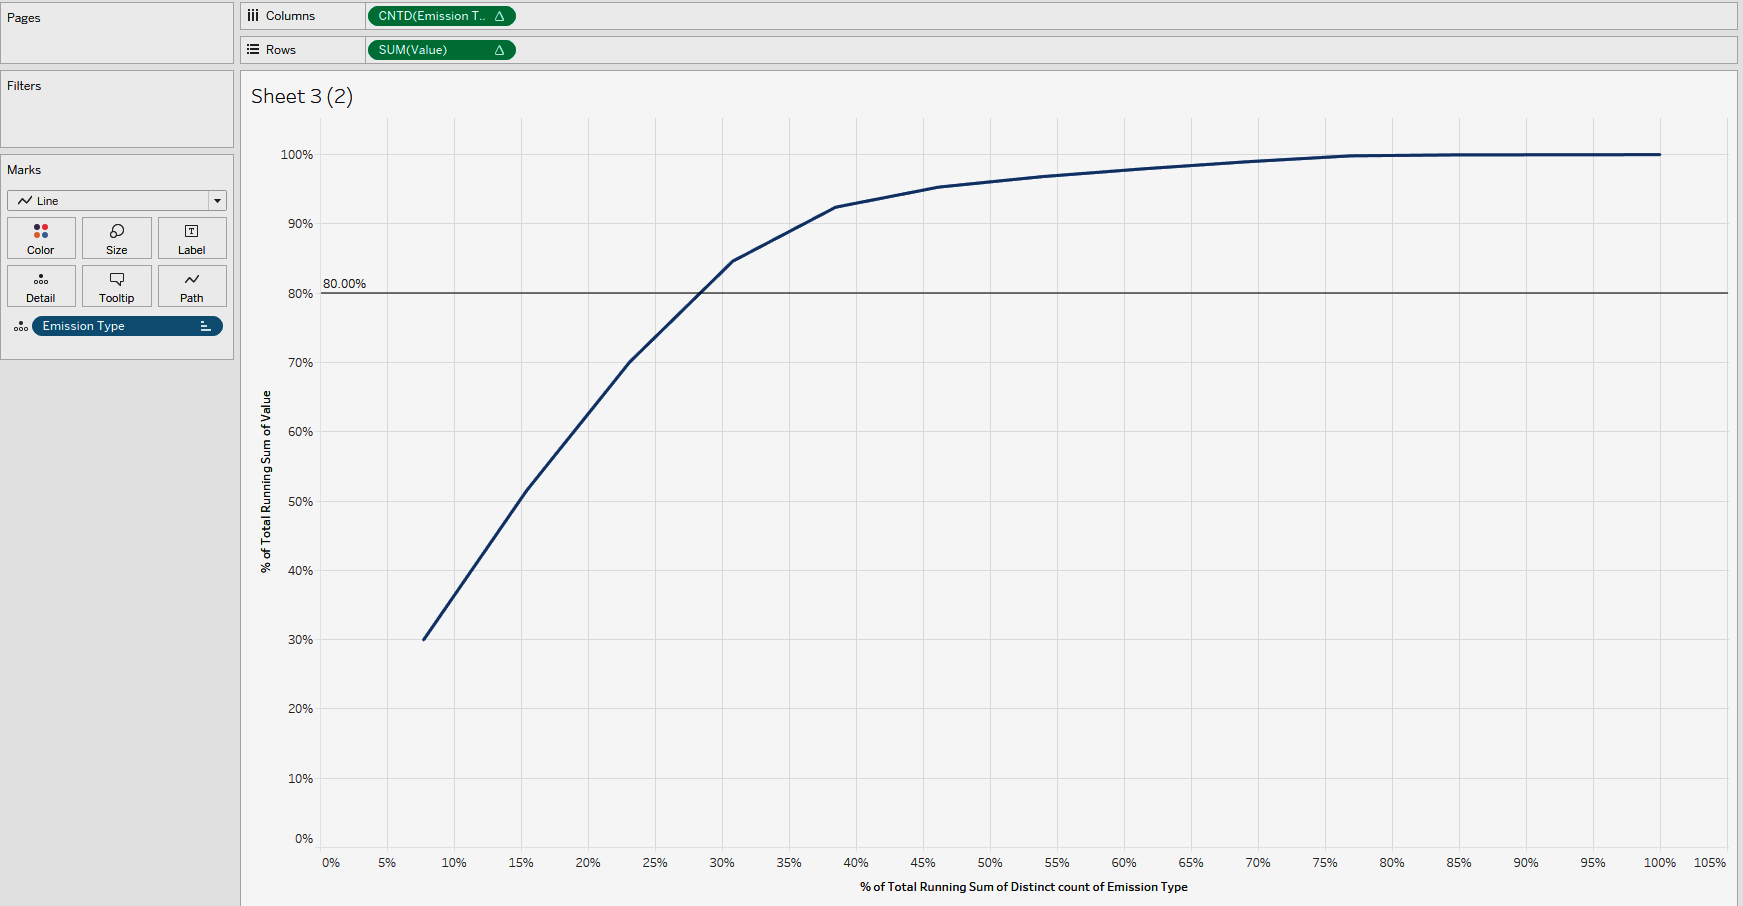 Pages
Columns
CNTD(Emission T..
Rows
SUM(Value)
Filters
Marks
Line
Color
Size
Label
Detail
Tooltip
Path
Emission Type
Sheet 3 (2)
100%
90%
80.00%
80%
70%
60%
50%
40%
30%
20%
10%
0%
% of Total Running Sum of Value
0% 5% 10% 15% 20% 25% 30% 35% 40% 45% 50% 55% 60% 65% 70% 75% 80% 85% 90% 95% 100% 105%
% of Total Running Sum of Distinct count of Emission Type